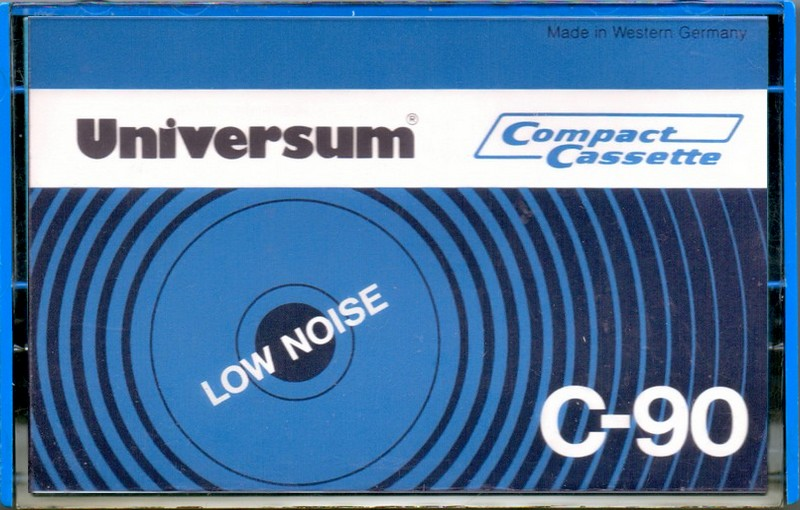 Made in Western Germany
Universum®
Compact
Cassette
LOW NOISE
C-90